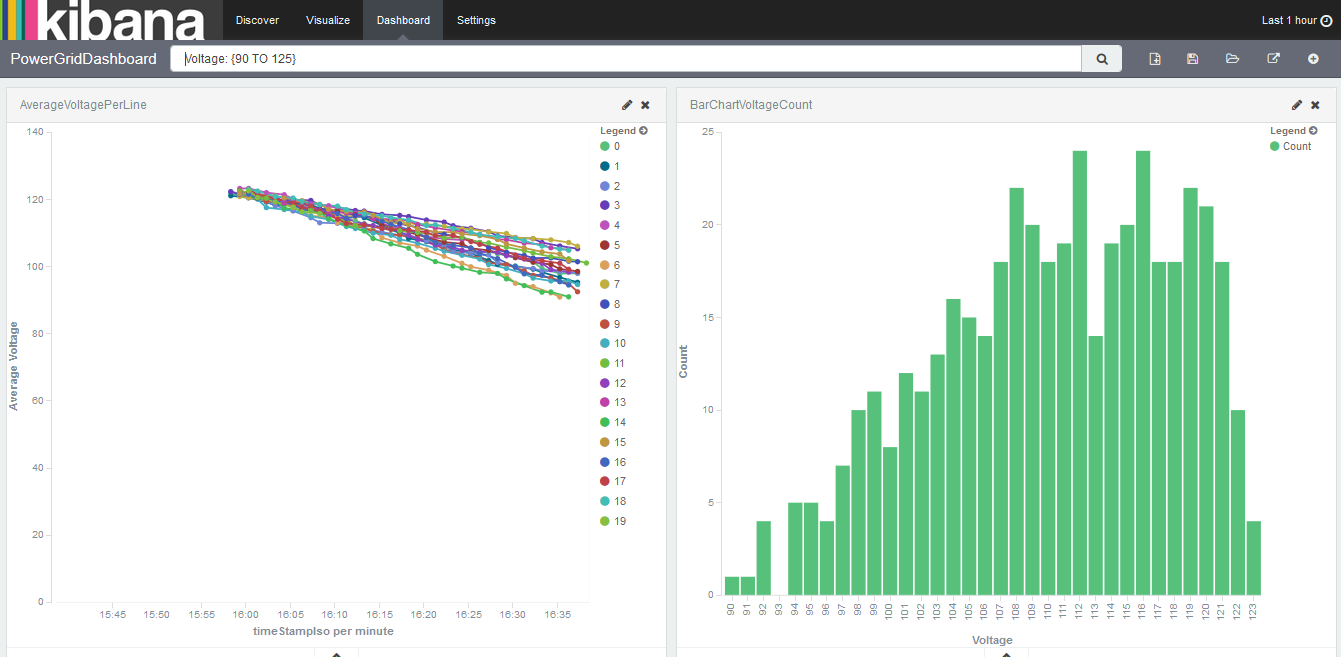 kibana
Discover Visualize Dashboard Settings
Last 1 hour
PowerGridDashboard
Voltage: {90 TO 125}
AverageVoltagePerLine
Legend
140
120
100
80
60
40
20
0
Average Voltage
15:45 15:50 15:55 16:00 16:05 16:10 16:15 16:20 16:25 16:30 16:35
timeStampIso per minute
0
1
2
3
4
5
6
7
8
9
10
11
12
13
14
15
16
17
18
19
BarChartVoltageCount
Legend
Count
25
20
15
10
5
0
Count
90 91 92 93 94 95 96 97 98 99 100 101 102 103 104 105 106 107 108 109 110 111 112 113 114 115 116 117 118 119 120 121 122 123
Voltage